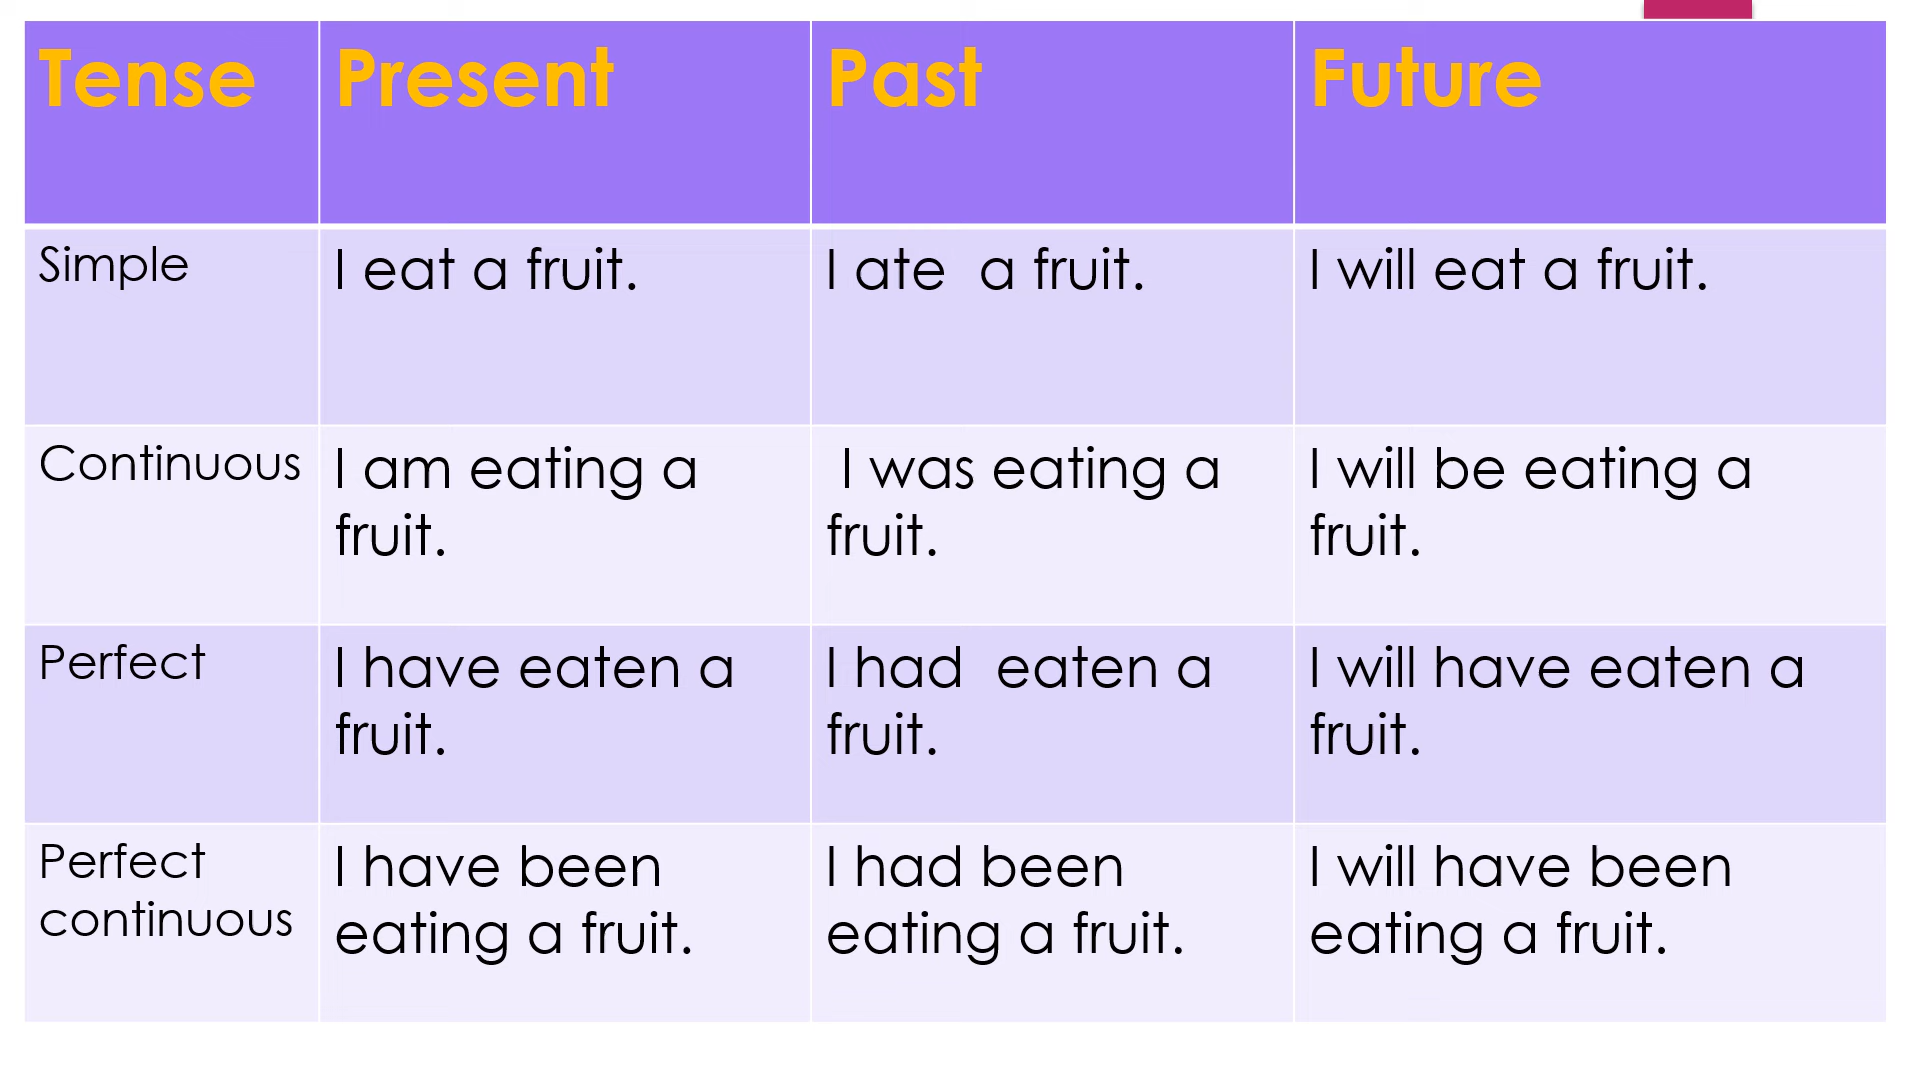 Tense Present Past Future
Simple I eat a fruit. I ate  a fruit. I will eat a fruit.
Continuous I am eating a I was eating a I will be eating a
fruit. fruit. fruit.
Perfect I have eaten a I had  eaten a I will have eaten a
fruit. fruit. fruit.
Perfect I have been I had been I will have been
continuous eating a fruit. eating a fruit. eating a fruit.